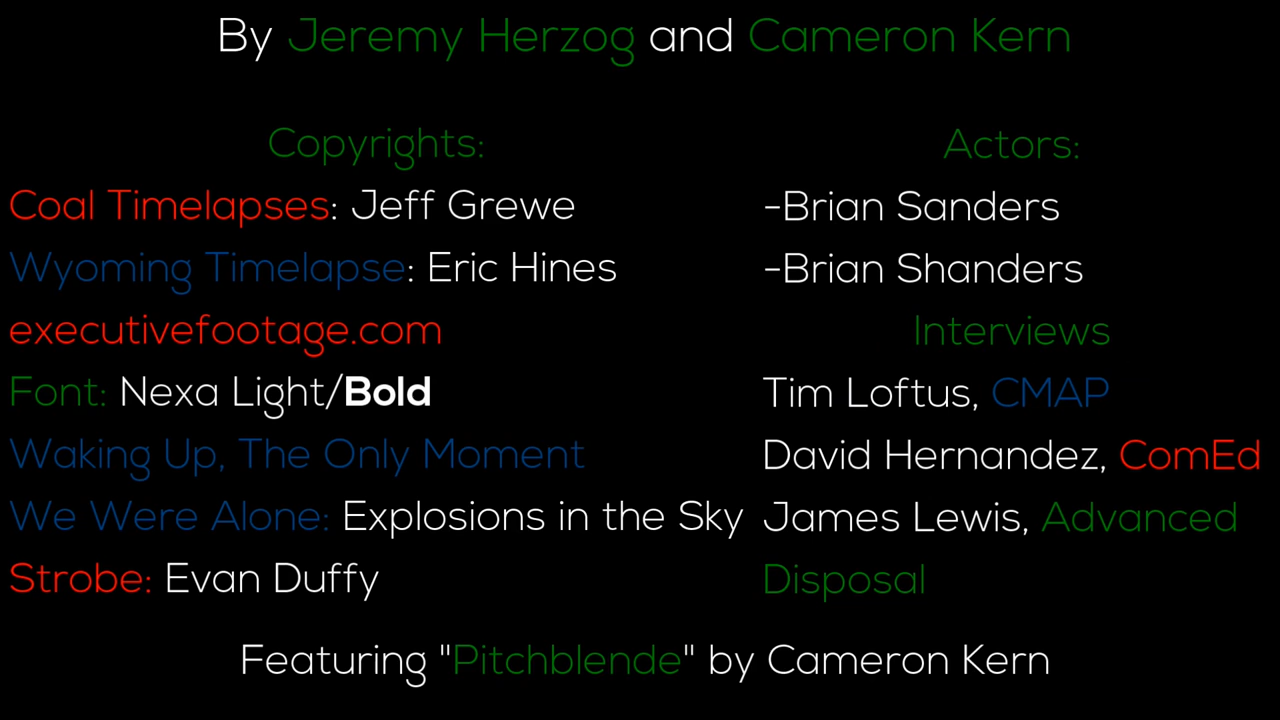 By Jeremy Herzog and Cameron Kern
Copyrights:
Coal Timelapses: Jeff Grewe
Wyoming Timelapse: Eric Hines
executivefootage.com
Font: Nexa Light/Bold
Waking Up, The Only Moment
We Were Alone: Explosions in the Sky
Strobe: Evan Duffy
Actors:
-Brian Sanders
-Brian Shanders
Interviews
Tim Loftus, CMAP
David Hernandez, ComEd
James Lewis, Advanced
Disposal
Featuring "Pitchblende" by Cameron Kern